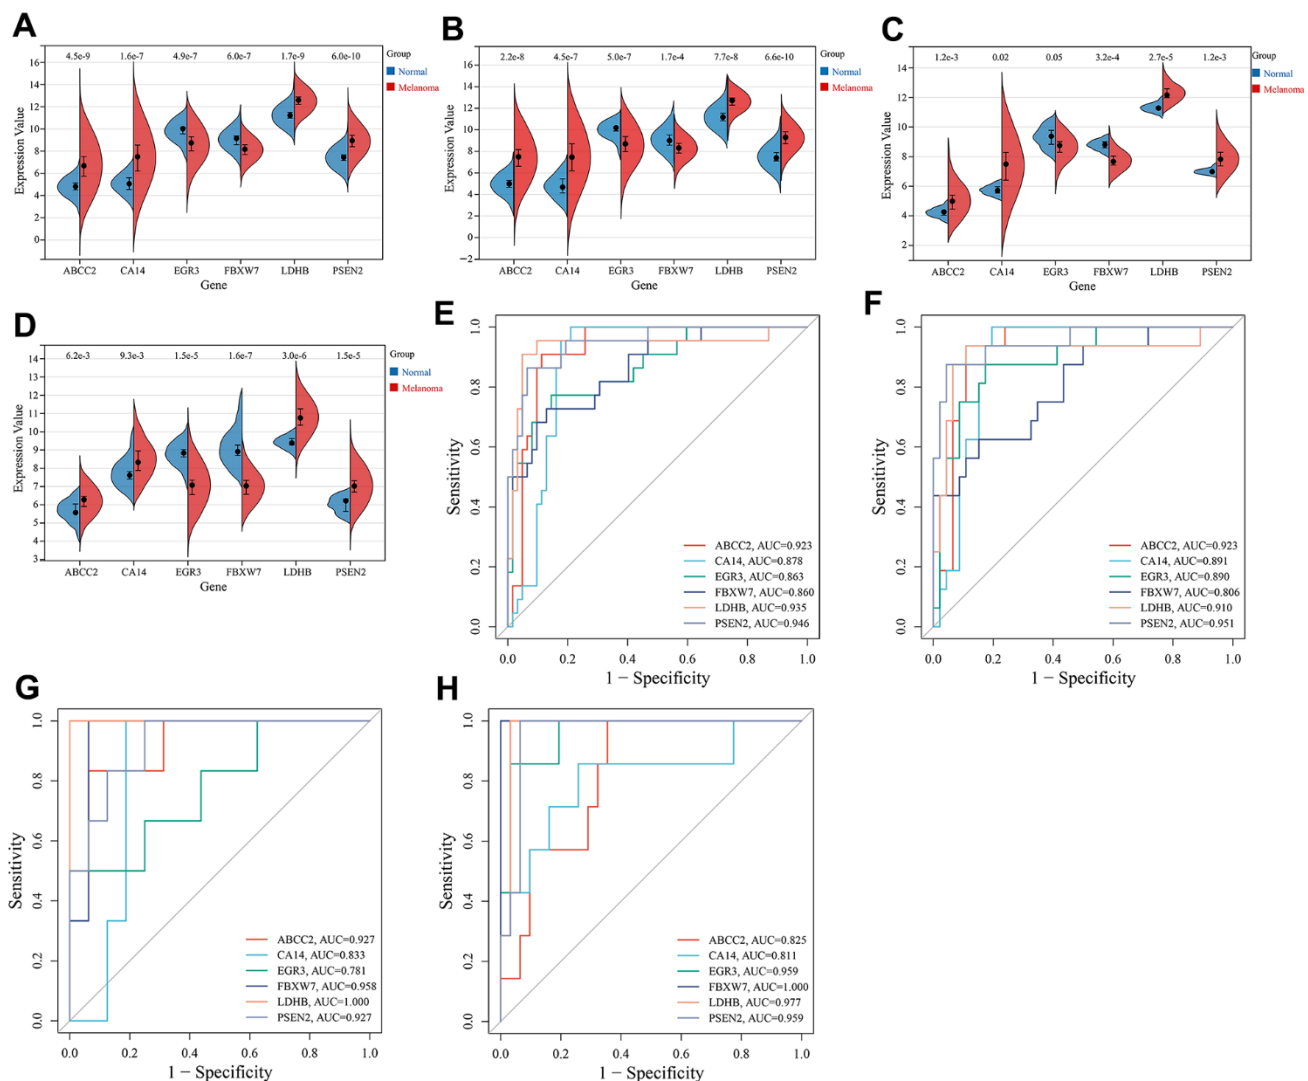 A
4.5e-9 1.6e-7 4.9e-7 6.0e-7 1.7e-9 6.0e-10
Group
Normal
Melanoma
Expression Value
16
14
12
10
8
6
4
2
0
ABCC2 CA14 EGR3 FBXW7 LDHB PSEN2
Gene
B
2.2e-8 4.5e-7 5.0e-7 1.7e-4 7.7e-8 6.6e-10
Group
Normal
Melanoma
Expression Value
16
14
12
10
8
6
4
2
0
−2
ABCC2 CA14 EGR3 FBXW7 LDHB PSEN2
Gene
C
1.2e-3 0.02 0.05 3.2e-4 2.7e-5 1.2e-3
Group
Normal
Melanoma
Expression Value
14
12
10
8
6
4
2
ABCC2 CA14 EGR3 FBXW7 LDHB PSEN2
Gene
D
6.2e-3 9.3e-3 1.5e-5 1.6e-7 3.0e-6 1.5e-5
Group
Normal
Melanoma
Expression Value
14
13
12
11
10
9
8
7
6
5
4
3
ABCC2 CA14 EGR3 FBXW7 LDHB PSEN2
Gene
E
Sensitivity
1.0
0.8
0.6
0.4
0.2
0.0
ABCC2, AUC=0.923
CA14, AUC=0.878
EGR3, AUC=0.863
FBXW7, AUC=0.860
LDHB, AUC=0.935
PSEN2, AUC=0.946
0.0 0.2 0.4 0.6 0.8 1.0
1 − Specificity
F
Sensitivity
1.0
0.8
0.6
0.4
0.2
0.0
ABCC2, AUC=0.923
CA14, AUC=0.891
EGR3, AUC=0.890
FBXW7, AUC=0.806
LDHB, AUC=0.910
PSEN2, AUC=0.951
0.0 0.2 0.4 0.6 0.8 1.0
1 − Specificity
G
Sensitivity
1.0
0.8
0.6
0.4
0.2
0.0
ABCC2, AUC=0.927
CA14, AUC=0.833
EGR3, AUC=0.781
FBXW7, AUC=0.958
LDHB, AUC=1.000
PSEN2, AUC=0.927
0.0 0.2 0.4 0.6 0.8 1.0
1 − Specificity
H
Sensitivity
1.0
0.8
0.6
0.4
0.2
0.0
ABCC2, AUC=0.825
CA14, AUC=0.811
EGR3, AUC=0.959
FBXW7, AUC=1.000
LDHB, AUC=0.977
PSEN2, AUC=0.959
0.0 0.2 0.4 0.6 0.8 1.0
1 − Specificity